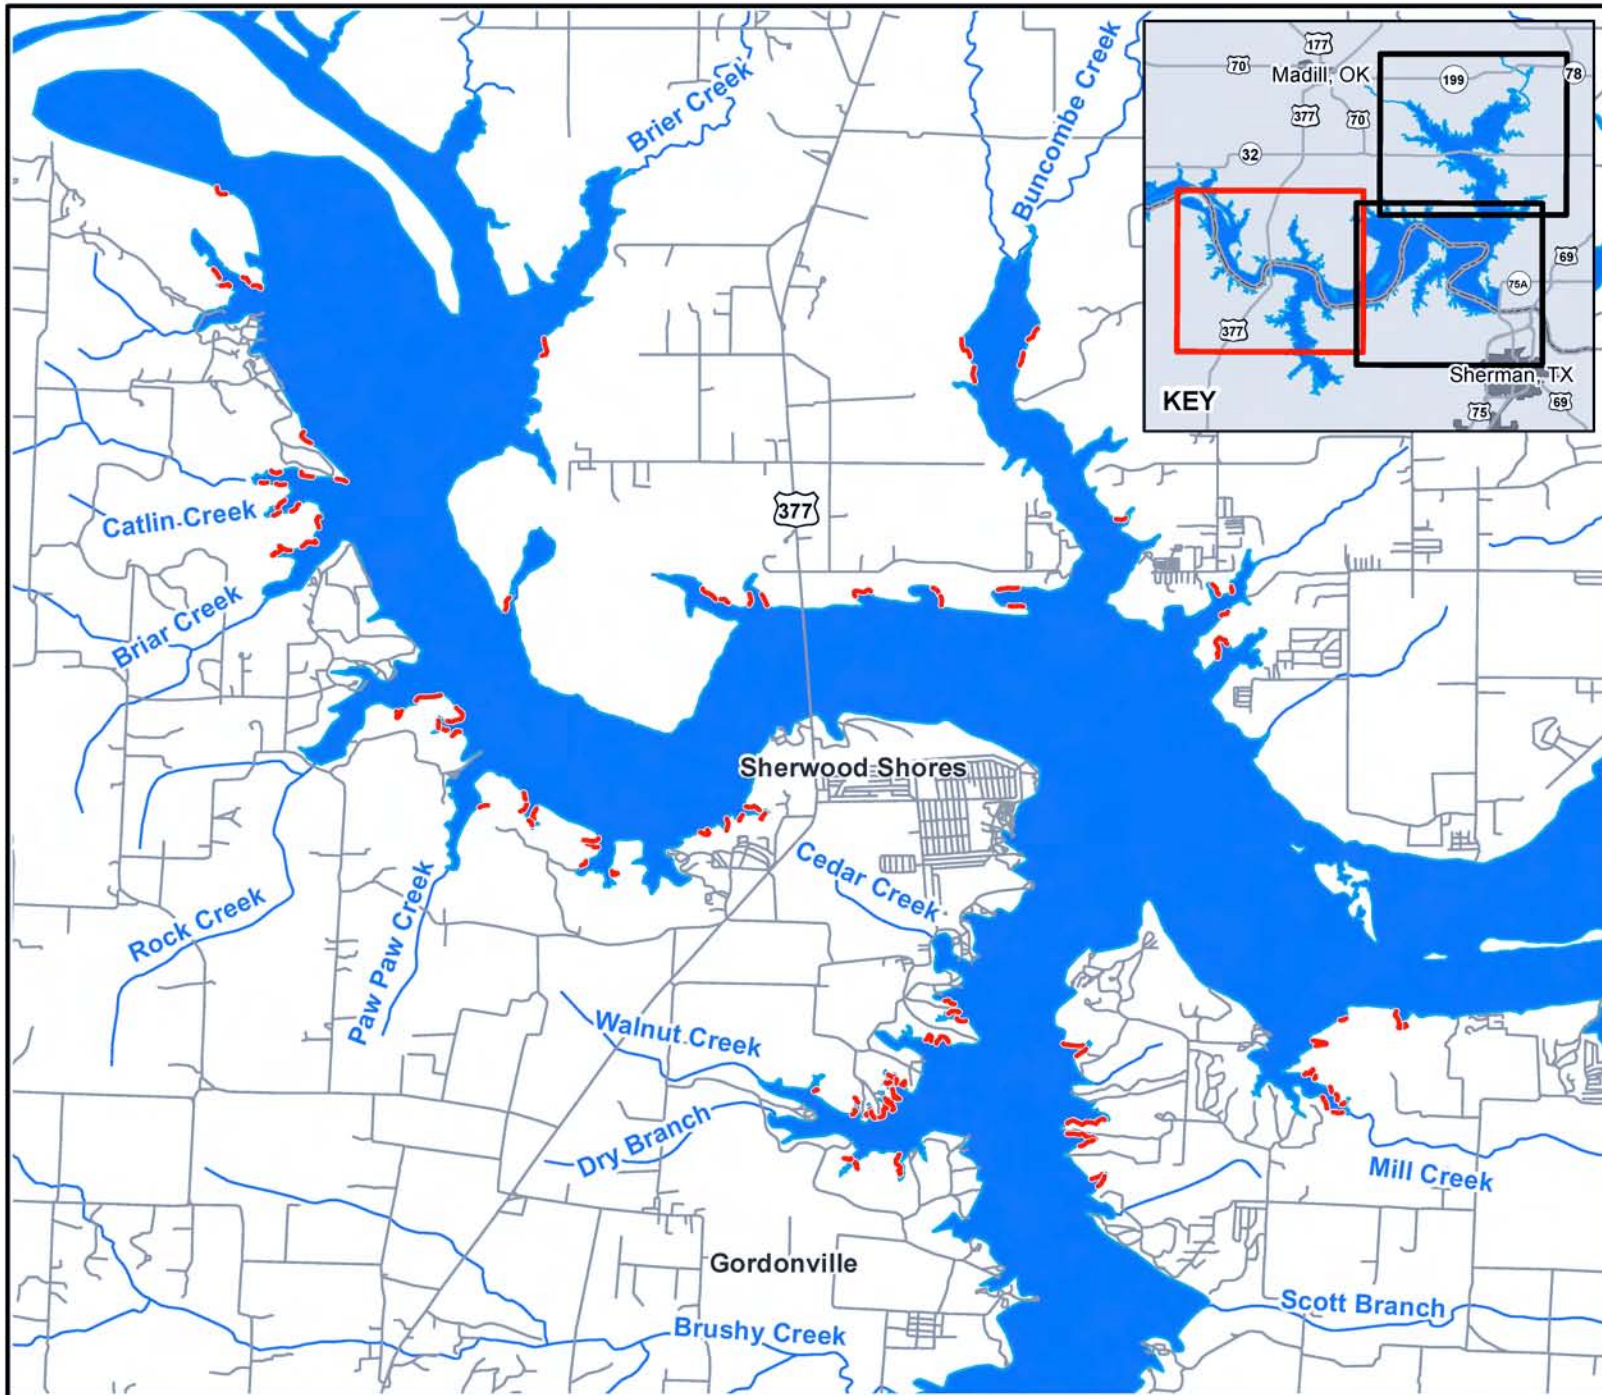 Brier Creek
Buncombe Creek
177
70
Madill, OK
199
78
377
70
32
69
75A
377
Sherman, TX
KEY
75
69
377
Catlin Creek
Briar Creek
Sherwood Shores
Cedar Creek
Rock Creek
Paw Paw Creek
Walnut Creek
Dry Branch
Mill Creek
Gordonville
Scott Branch
Brushy Creek